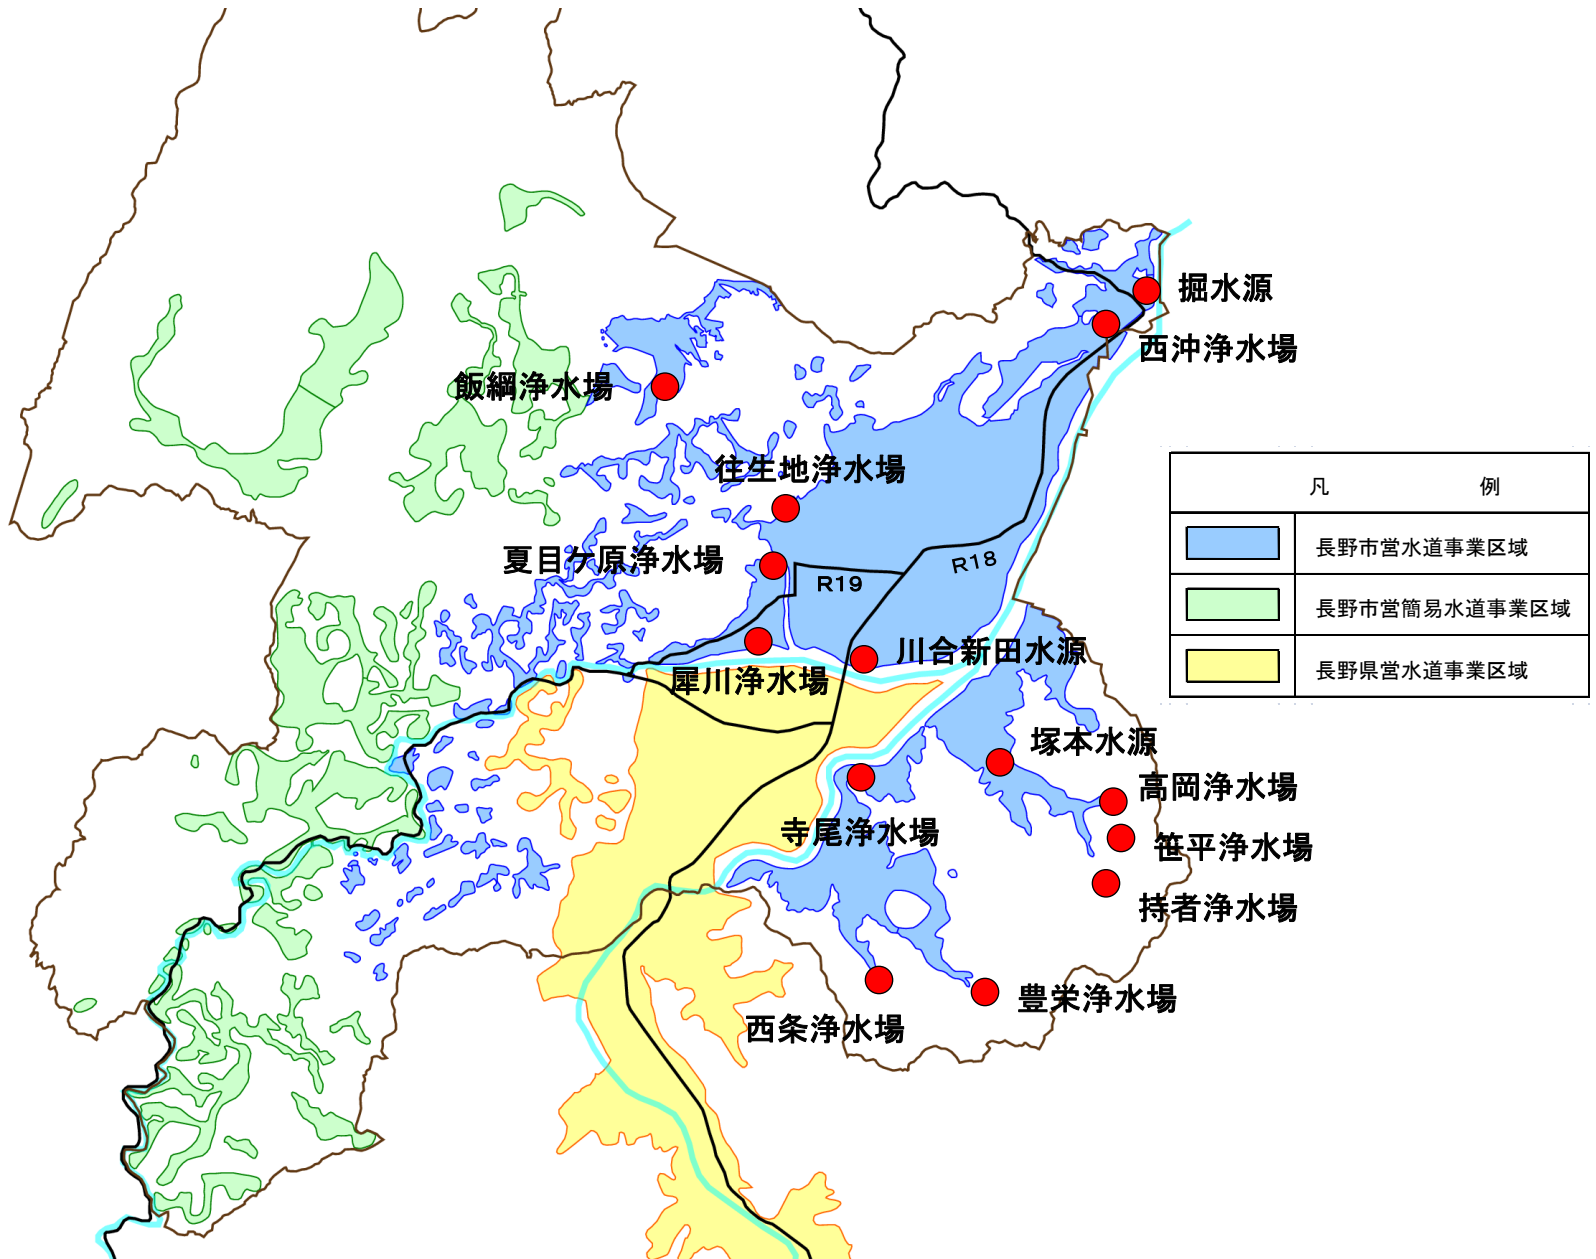 掘水源
西沖浄水場
飯綱浄水場
往生地浄水場
夏目ケ原浄水場
R19
R18
川合新田水源
犀川浄水場
塚本水源
高岡浄水場
寺尾浄水場
笹平浄水場
持者浄水場
豊栄浄水場
西条浄水場
凡例
長野市営水道事業区域
長野市営簡易水道事業区域
長野県営水道事業区域